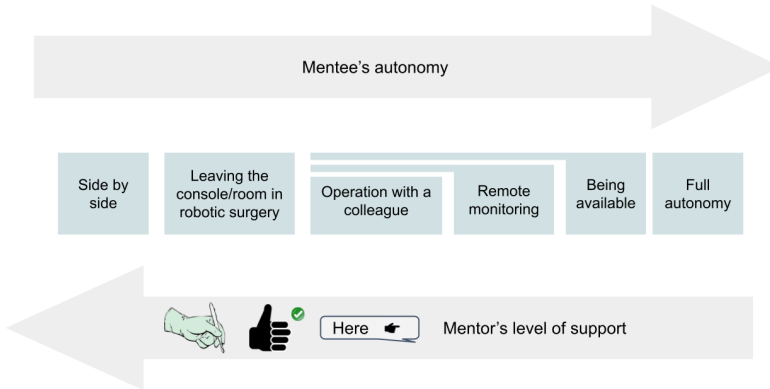 Mentee's autonomy
Side by
side
Leaving the
console/room in
robotic surgery
Operation with a
colleague
Remote
monitoring
Being
available
Full
autonomy
Here
Mentor's level of support